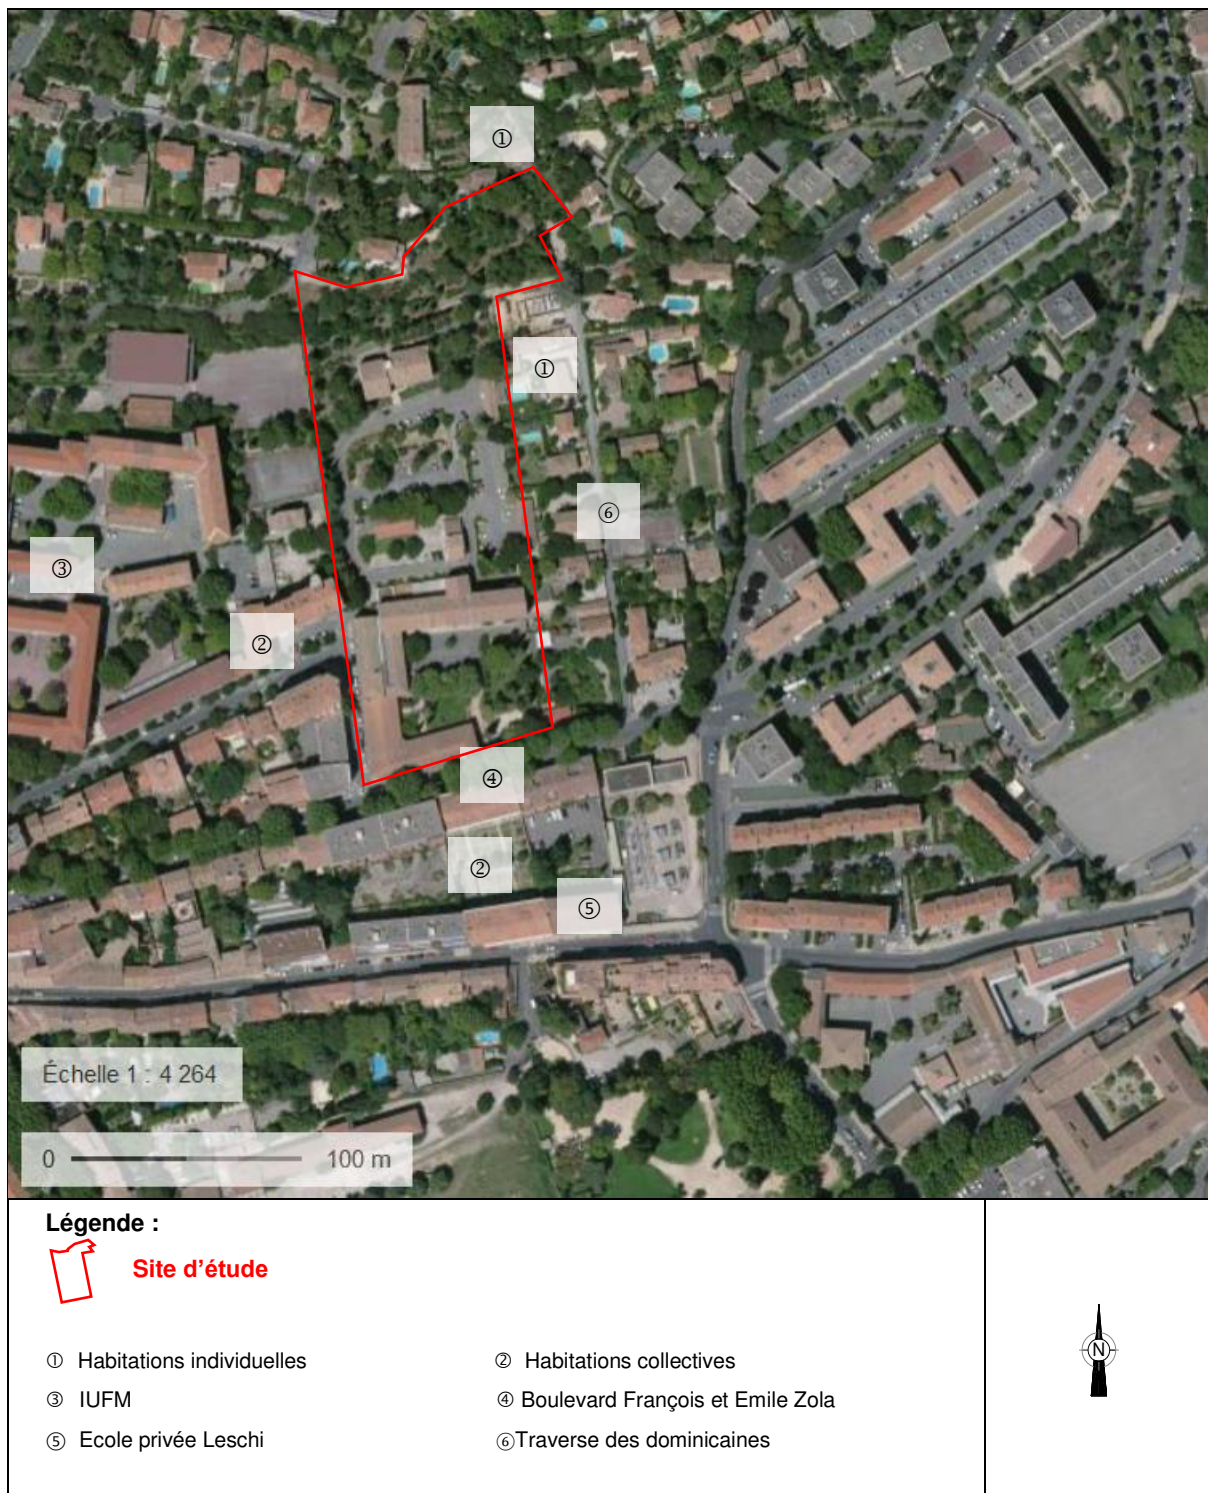 ①
①
⑥
③
②
④
②
⑤
Échelle 1 : 4 264
0 100 m
Légende :
Site d'étude
① Habitations individuelles
② Habitations collectives
③ IUFM
④ Boulevard François et Emile Zola
⑤ Ecole privée Leschi
⑥Traverse des dominicaines
N